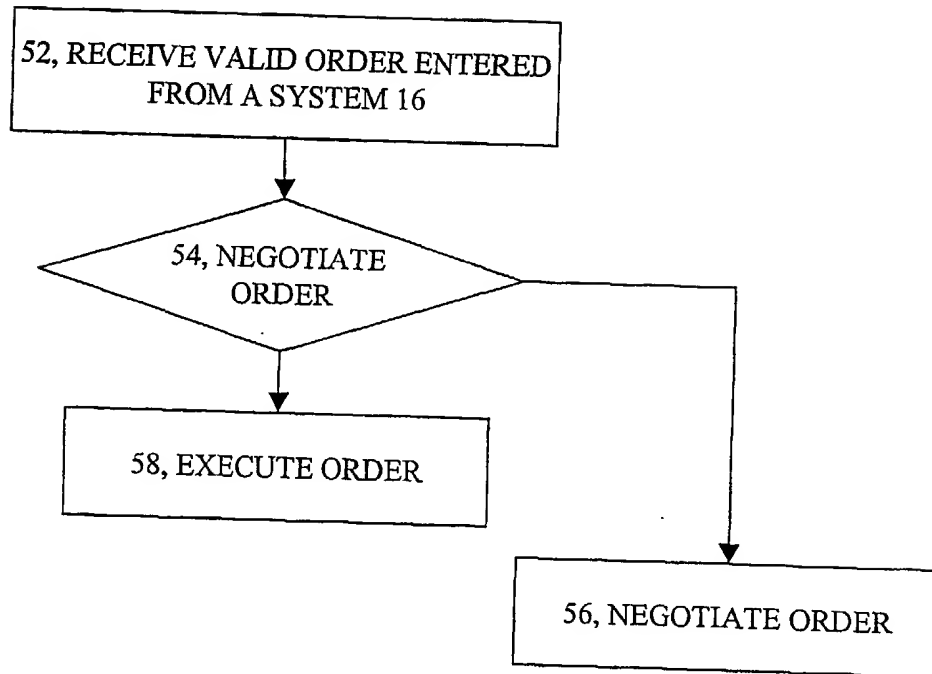 52, RECEIVE VALID ORDER ENTERED
FROM A SYSTEM 16
54, NEGOTIATE
ORDER
58, EXECUTE ORDER
56, NEGOTIATE ORDER